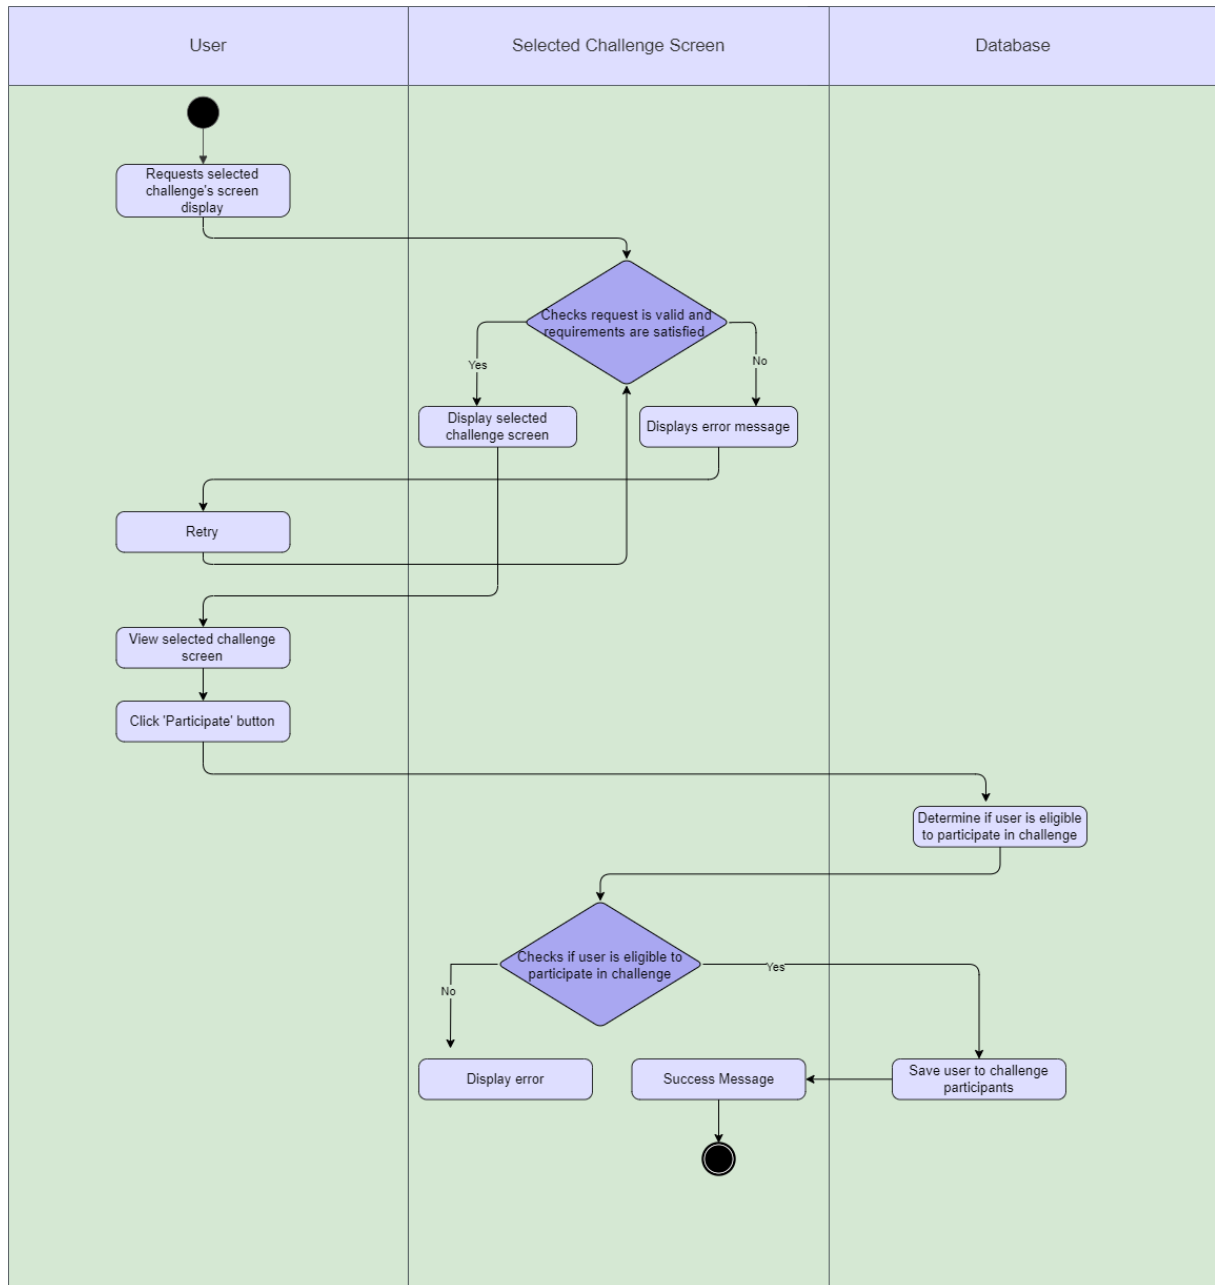 User
Selected Challenge Screen
Database
Requests selected
challenge's screen
display
Checks request is valid and
requirements are satisfied
Yes
No
Display selected
challenge screen
Displays error message
Retry
View selected challenge
screen
Click 'Participate' button
Determine if user is eligible
to participate in challenge
Checks if user is eligible to
participate in challenge
No
Yes
Display error
Success Message
Save user to challenge
participants